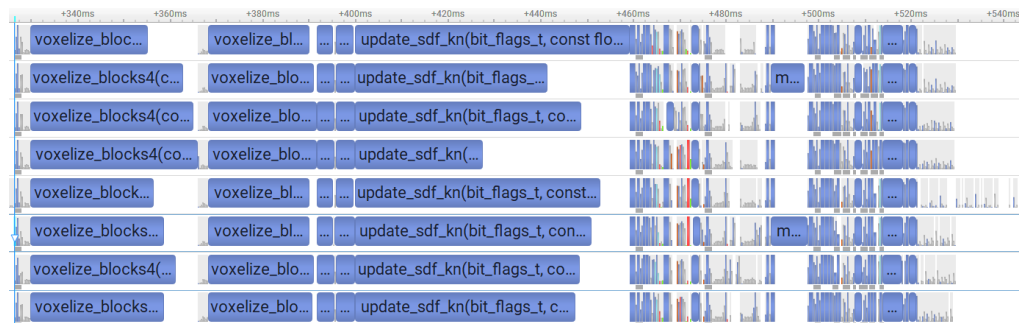 +340ms +360ms +380ms +400ms +420ms +440ms +460ms +480ms +500ms +520ms +540ms
voxelize_bloc... voxelize_bl... ... ... update_sdf_kn(bit_flags_t, const flo... ...
voxelize_blocks4(c... voxelize_blo... ... ... update_sdf_kn(bit_flags_... m... ...
voxelize_blocks4(co... voxelize_blo... ... ... update_sdf_kn(bit_flags_t, co... ...
voxelize_blocks4(co... voxelize_blo... ... ... update_sdf_kn(... ...
voxelize_block... voxelize_bl... ... ... update_sdf_kn(bit_flags_t, const... ...
voxelize_blocks... voxelize_bl... ... ... update_sdf_kn(bit_flags_t, con... m... ...
voxelize_blocks4(... voxelize_blo... ... ... update_sdf_kn(bit_flags_t, co... ...
voxelize_blocks... voxelize_blo... ... ... update_sdf_kn(bit_flags_t, c... ...